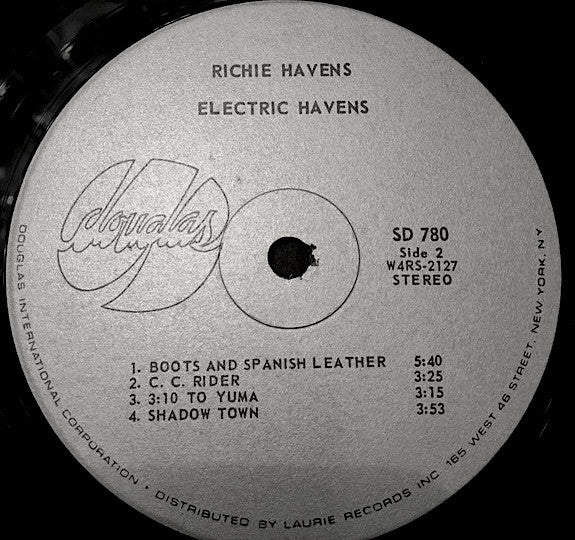 RICHIE HAVENS
ELECTRIC HAVENS
douglas
SD 780
Side 2
W4RS-2127
STEREO
1. BOOTS AND SPANISH LEATHER 5:40
2. C. C. RIDER 3:25
3. 3:10 TO YUMA 3:15
4. SHADOW TOWN 3:53
DOUGLAS INTERNATIONAL CORPORATION • DISTRIBUTED BY LAURIE RECORDS INC 165 WEST 46 STREET, NEW YORK, N.Y